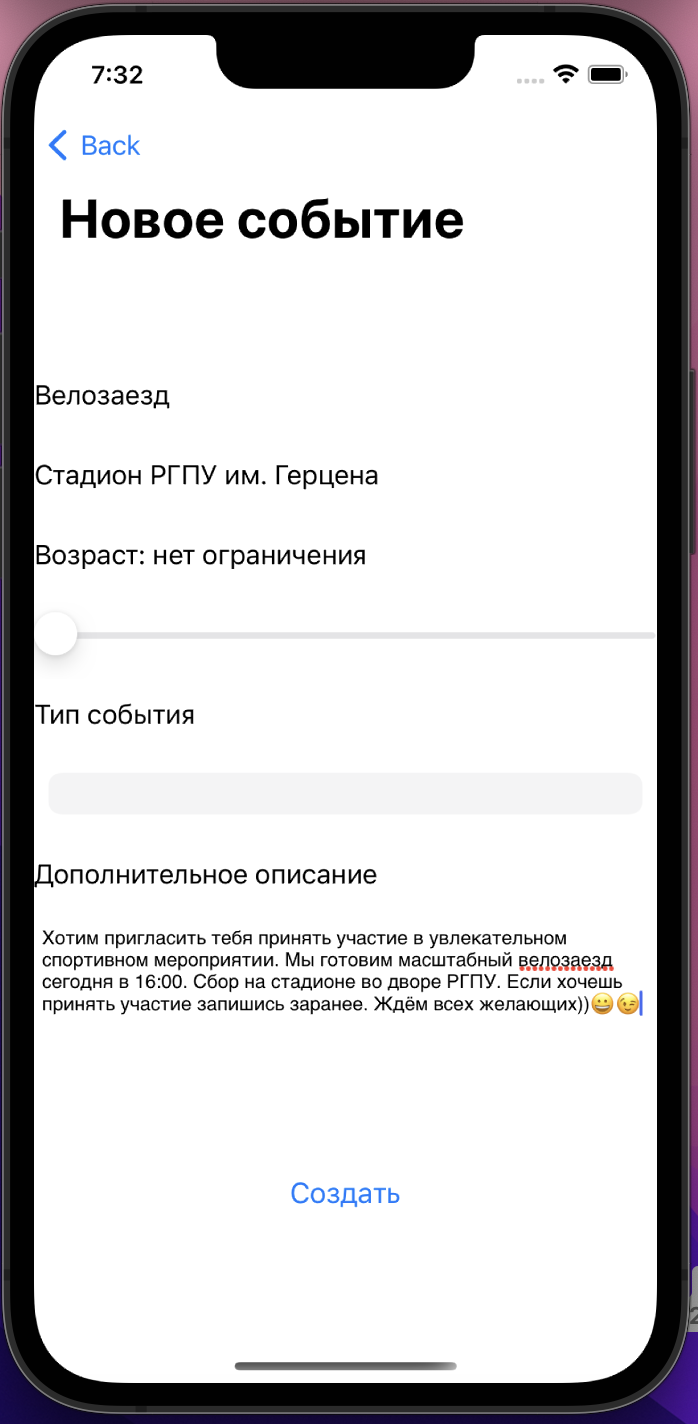 7:32
Back
Новое событие
Велозаезд
Стадион РГПУ им. Герцена
Возраст: нет ограничения
Тип события
Дополнительное описание
Хотим пригласить тебя принять участие в увлекательном
спортивном мероприятии. Мы готовим масштабный велозаезд
сегодня в 16:00. Сбор на стадионе во дворе РГПУ. Если хочешь
принять участие запишись заранее. Ждём всех желающих))😀😉
Создать